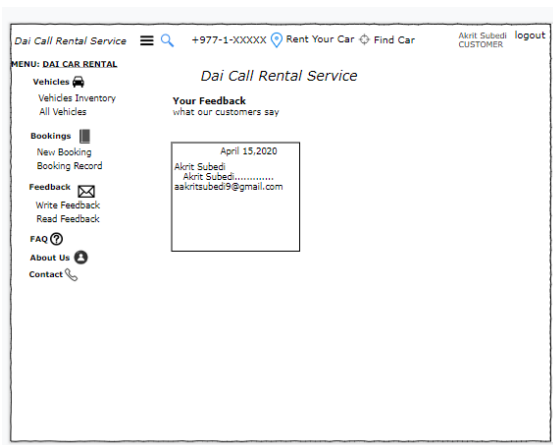 Dai Call Rental Service +977-1-XXXXX Rent Your Car Find Car Akrit Subedi logout
CUSTOMER
MENU: DAI CAR RENTAL
Vehicles
Vehicles Inventory
All Vehicles
Bookings
New Booking
Booking Record
Feedback
Write Feedback
Read Feedback
FAQ
About Us
Contact
Dai Call Rental Service
Your Feedback
what our customers say
April 15,2020
Akrit Subedi
Akrit Subedi.............
aakritsubedi9@gmail.com